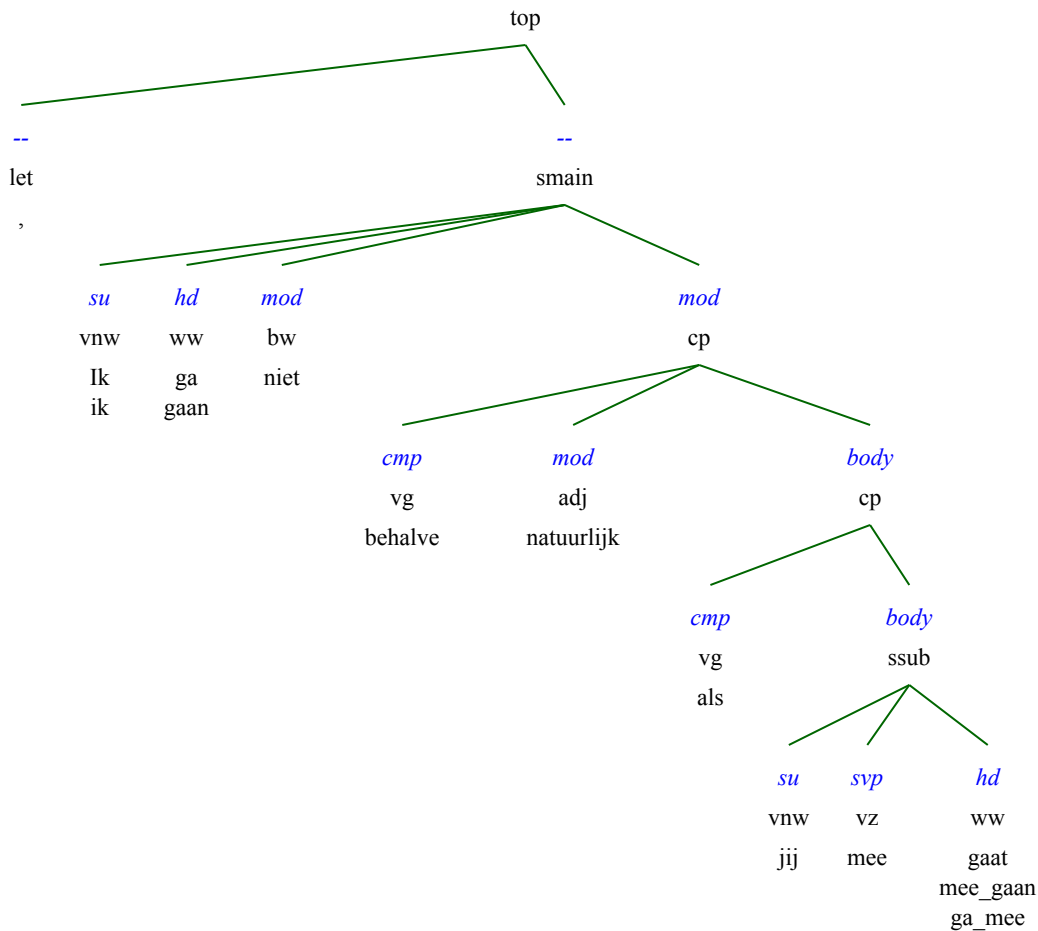 top
-- --
let smain
,
su hd mod mod
vnw ww bw cp
Ik ga niet
ik gaan
cmp mod body
vg adj cp
behalve natuurlijk
cmp body
vg ssub
als
su svp hd
vnw vz ww
jij mee gaat
mee_gaan
ga_mee